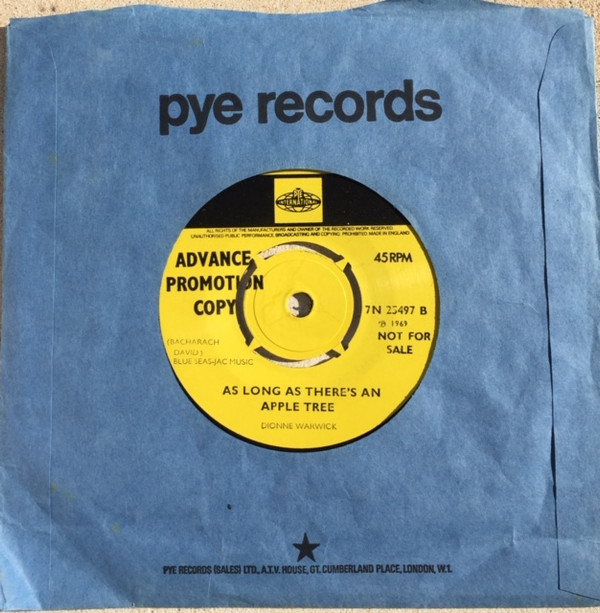 pye records
PYE
INTERNATIONAL
ALL RIGHTS OF THE MANUFACTURERS AND OWNER OF THE RECORDED WORK RESERVED
UNAUTHORISED PUBLIC PERFORMANCE, BROADCASTING AND COPYING PROHIBITED MADE IN ENGLAND
ADVANCE
PROMOTION
COPY
45 RPM
7N 25497 B
℗ 1969
NOT FOR
SALE
(BACHARACH
DAVID)
BLUE SEAS-JAC MUSIC
AS LONG AS THERE'S AN
APPLE TREE
DIONNE WARWICK
PYE RECORDS (SALES) LTD., A.T.V. HOUSE, GT. CUMBERLAND PLACE, LONDON, W.1.